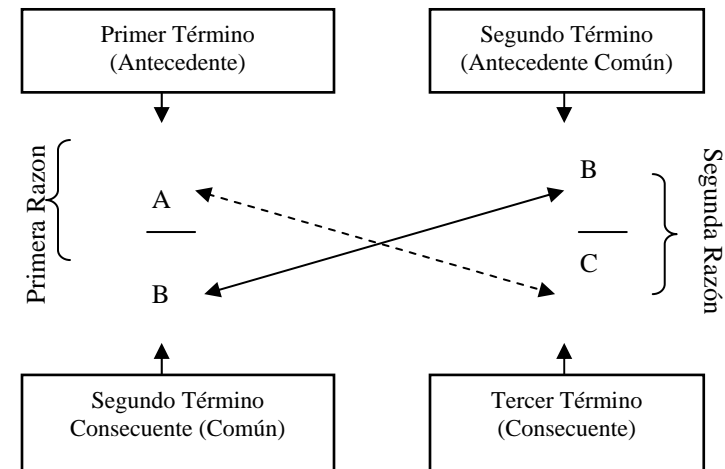 Primer Término
(Antecedente)
Segundo Término
(Antecedente Común)
Primera Razon
A
B
B
C
Segunda Razón
Segundo Término
Consecuente (Común)
Tercer Término
(Consecuente)